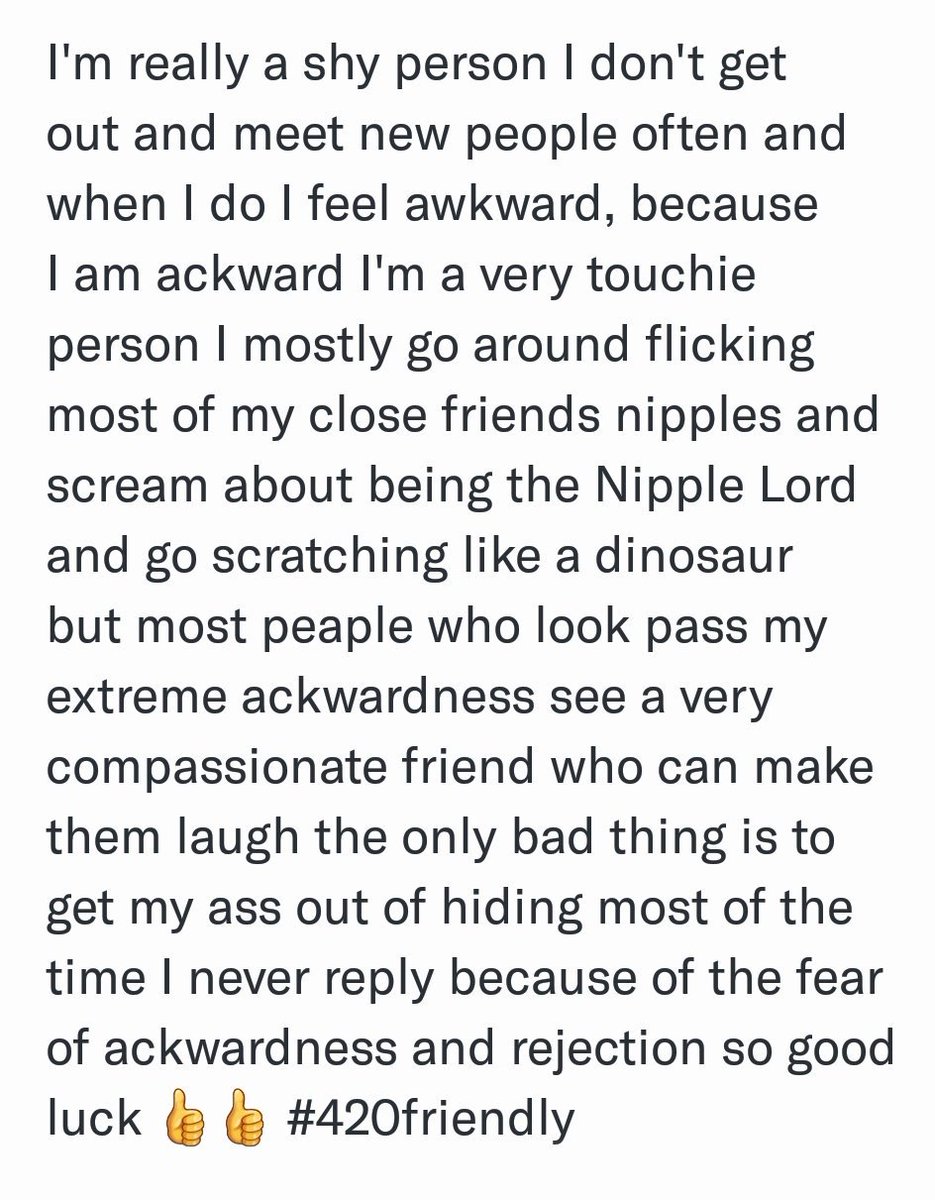 I'm really a shy person I don't get
out and meet new people often and
when I do I feel awkward, because
I am ackward I'm a very touchie
person I mostly go around flicking
most of my close friends nipples and
scream about being the Nipple Lord
and go scratching like a dinosaur
but most peaple who look pass my
extreme ackwardness see a very
compassionate friend who can make
them laugh the only bad thing is to
get my ass out of hiding most of the
time I never reply because of the fear
of ackwardness and rejection so good
luck 👍👍 #420friendly